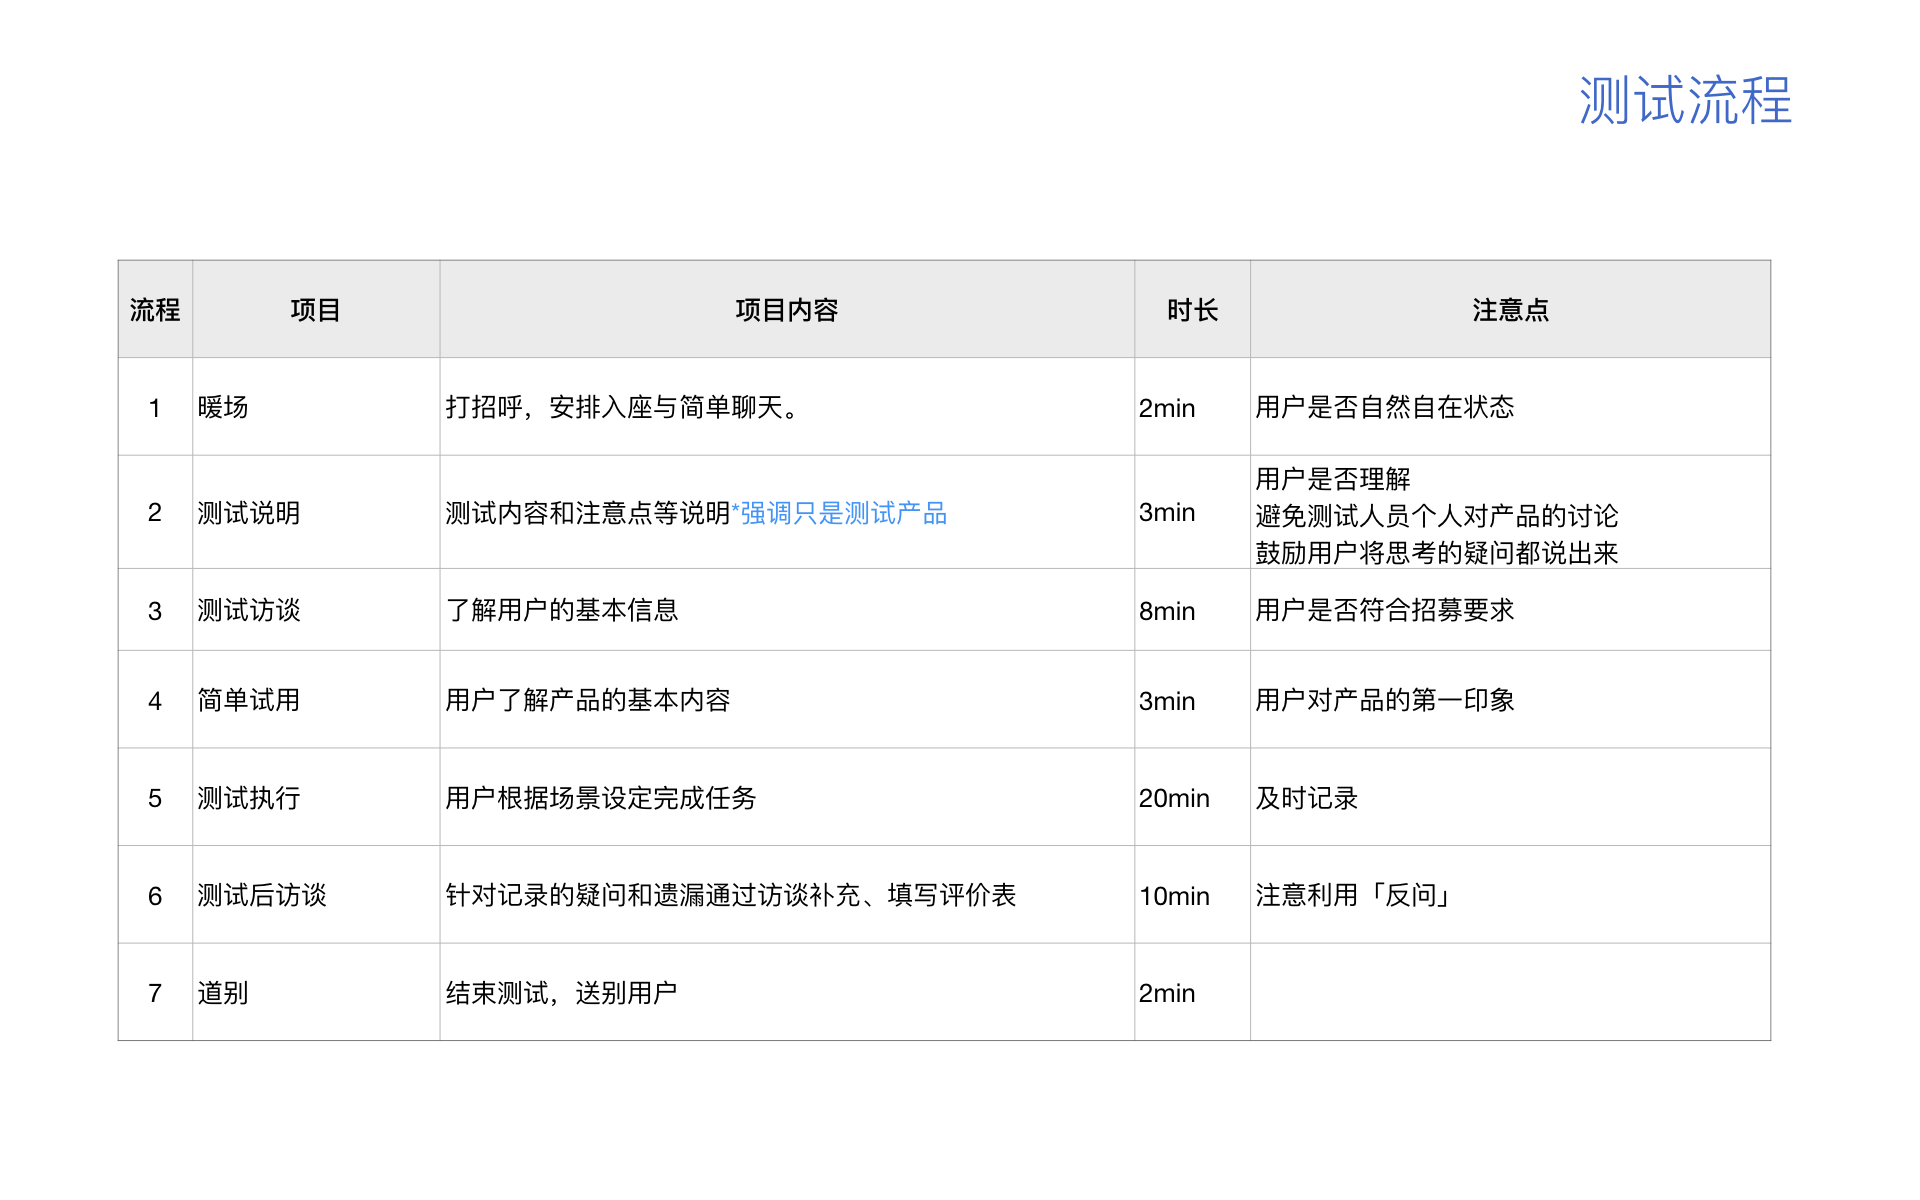 测试流程
流程 项目 项目内容 时长 注意点
1 暖场 打招呼，安排入座与简单聊天。 2min 用户是否自然自在状态
2 测试说明 测试内容和注意点等说明*强调只是测试产品 3min 用户是否理解
避免测试人员个人对产品的讨论
鼓励用户将思考的疑问都说出来
3 测试访谈 了解用户的基本信息 8min 用户是否符合招募要求
4 简单试用 用户了解产品的基本内容 3min 用户对产品的第一印象
5 测试执行 用户根据场景设定完成任务 20min 及时记录
6 测试后访谈 针对记录的疑问和遗漏通过访谈补充、填写评价表 10min 注意利用「反问」
7 道别 结束测试，送别用户 2min